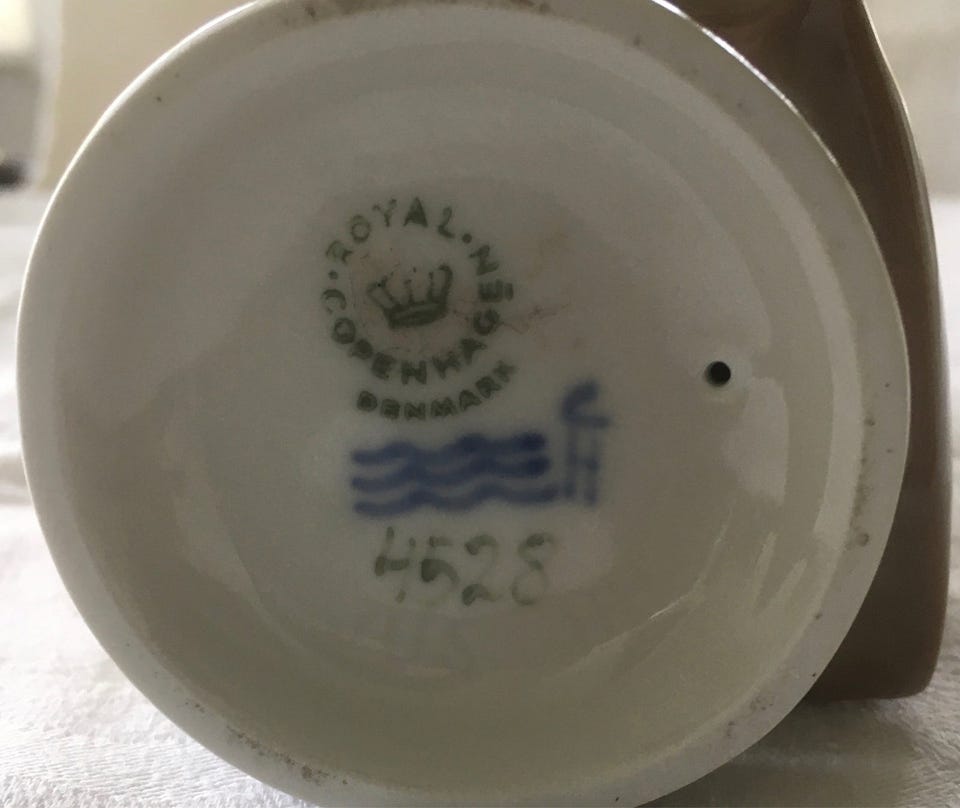 ROYAL · COPENHAGEN ·
DENMARK
4528